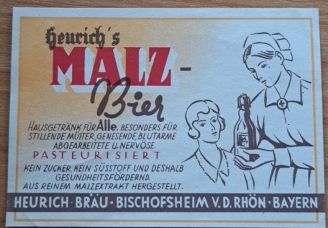 Heurich's
MALZ-
Bier
HAUSGETRÄNK FÜR Alle. BESONDERS FÜR
STILLENDE MÜTTER, GENESENDE, BLUTARME
ABGEARBEITETE U. NERVÖSE.
PASTEURISIERT
KEIN ZUCKER, KEIN SÜSSTOFF UND DESHALB
GESUNDHEITSFÖRDERND.
AUS REINEM MALZEXTRAKT HERGESTELLT.
HEURICH · BRÄU · BISCHOFSHEIM V. D. RHÖN · BAYERN